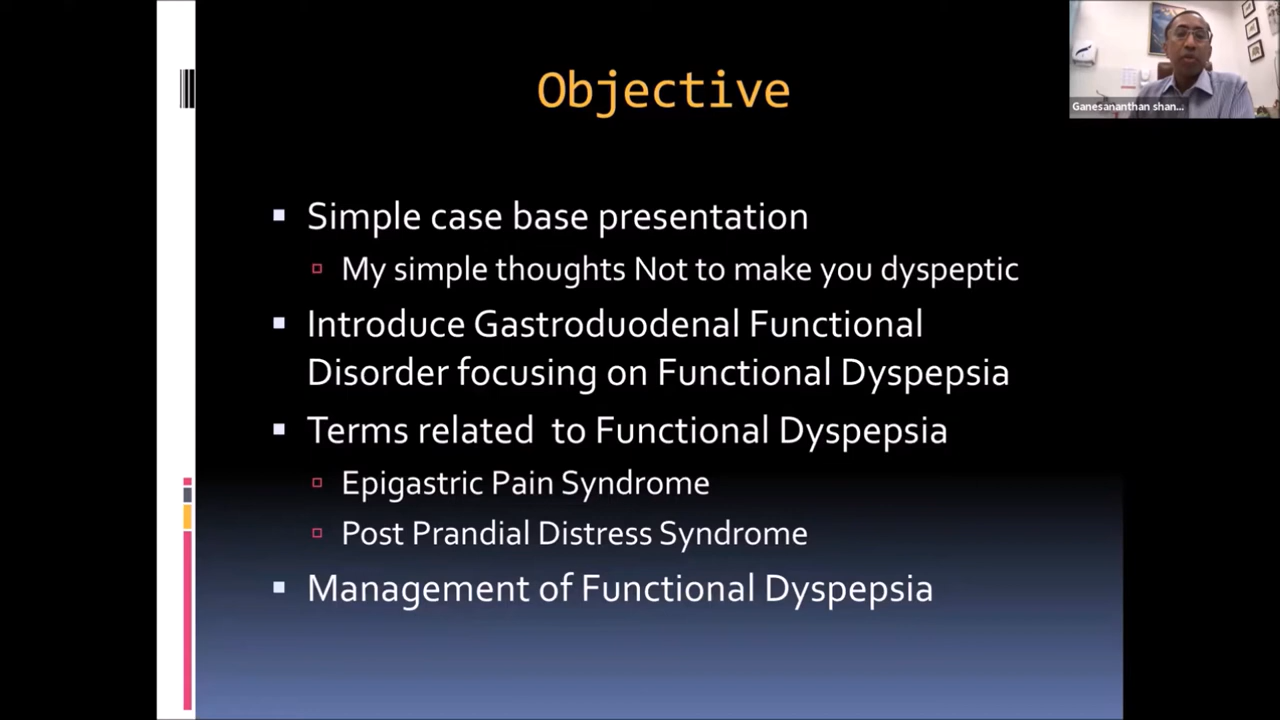 Objective
Ganesananthan shan...
Simple case base presentation
My simple thoughts Not to make you dyspeptic
Introduce Gastroduodenal Functional
Disorder focusing on Functional Dyspepsia
Terms related to Functional Dyspepsia
Epigastric Pain Syndrome
Post Prandial Distress Syndrome
Management of Functional Dyspepsia